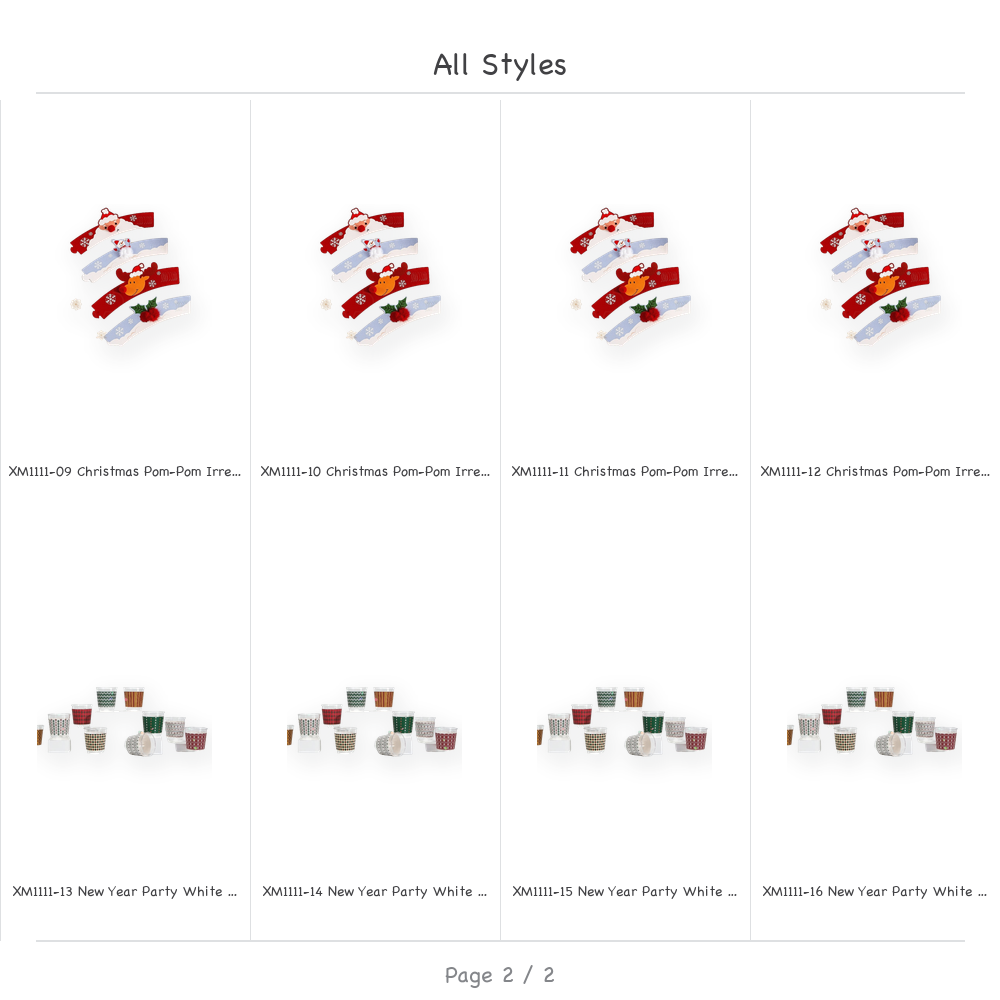 All Styles
XM1111-09 Christmas Pom-Pom Irre...
XM1111-10 Christmas Pom-Pom Irre...
XM1111-11 Christmas Pom-Pom Irre...
XM1111-12 Christmas Pom-Pom Irre...
XM1111-13 New Year Party White ...
XM1111-14 New Year Party White ...
XM1111-15 New Year Party White ...
XM1111-16 New Year Party White ...
Page 2 / 2